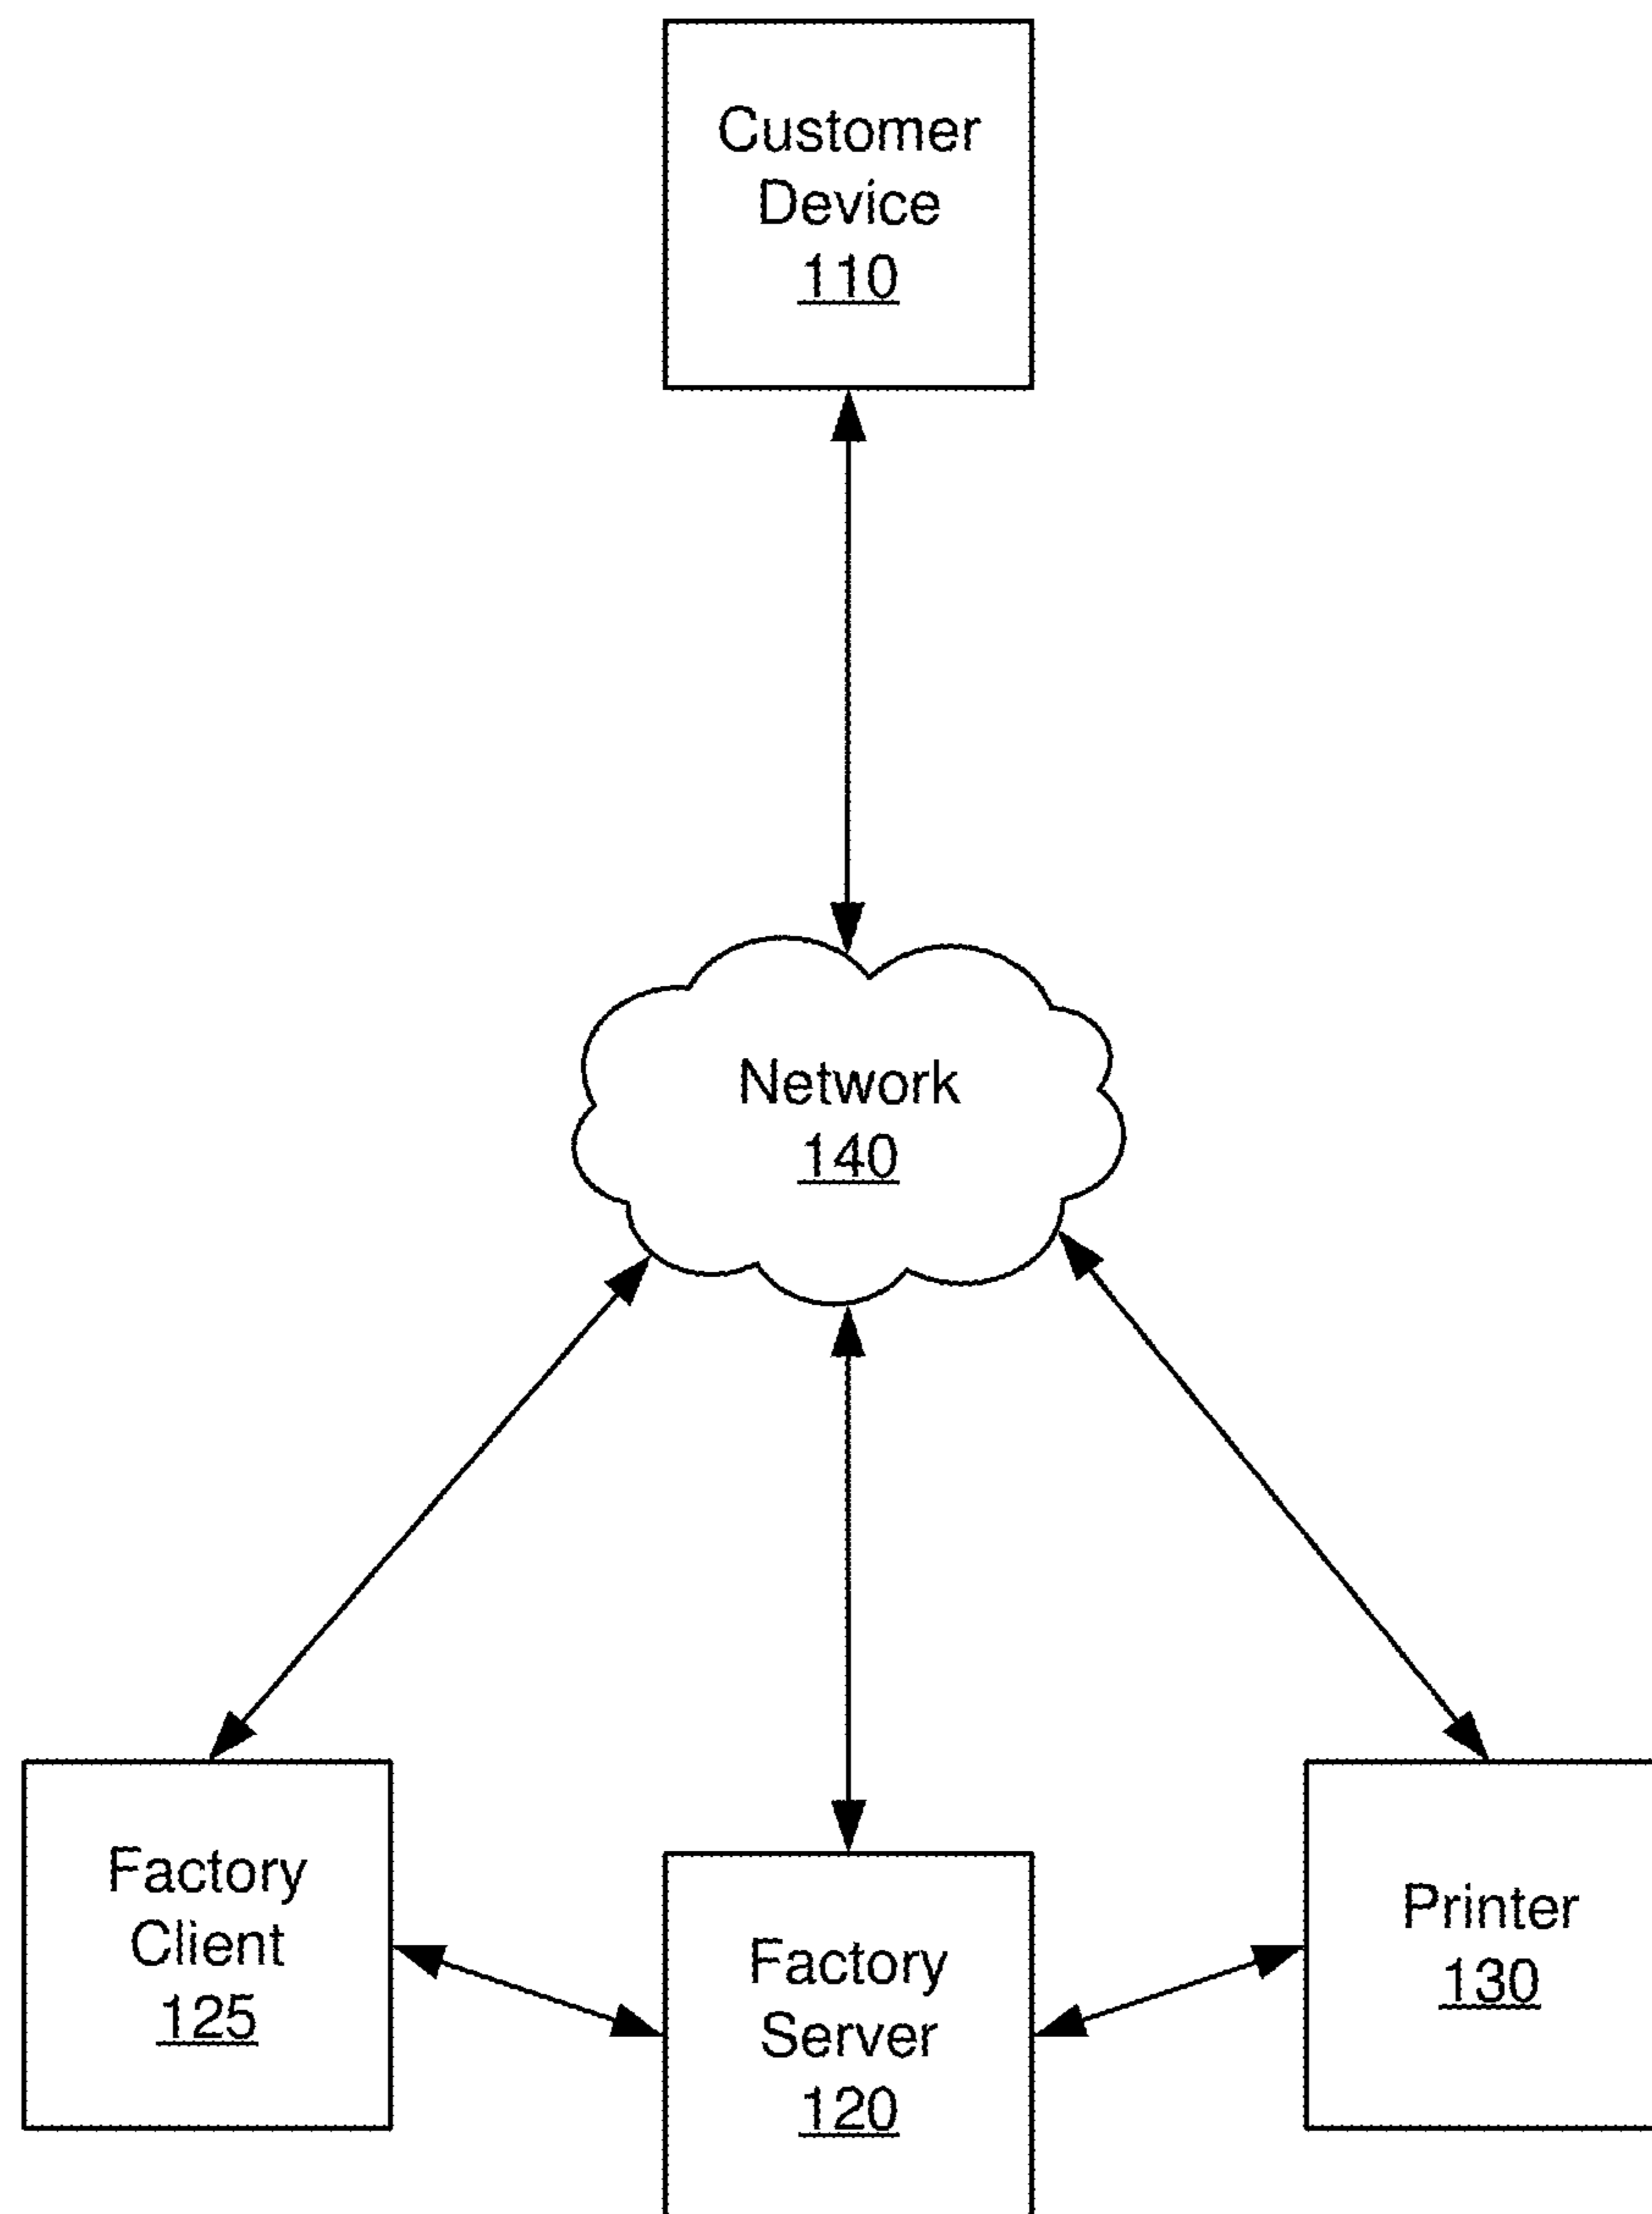 Customer
Device
110
Network
140
Factory
Client
125
Factory
Server
120
Printer
130